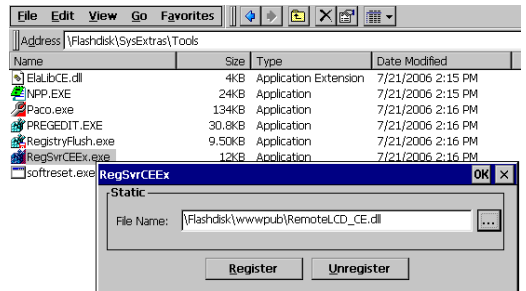 File Edit View Go Favorites
Address \Flashdisk\SysExtras\Tools
Name Size Type Date Modified
ElaLibCE.dll 4KB Application Extension 7/21/2006 2:15 PM
NPP.EXE 24KB Application 7/21/2006 2:15 PM
Paco.exe 134KB Application 7/21/2006 2:16 PM
PREGEDIT.EXE 30.8KB Application 7/21/2006 2:16 PM
RegistryFlush.exe 9.50KB Application 7/21/2006 2:16 PM
RegSvrCEEx.exe 12KB Application 7/21/2006 2:16 PM
softreset.exe
RegSvrCEEx OK
Static
File Name: \Flashdisk\wwwpub\RemoteLCD_CE.dll ...
Register Unregister